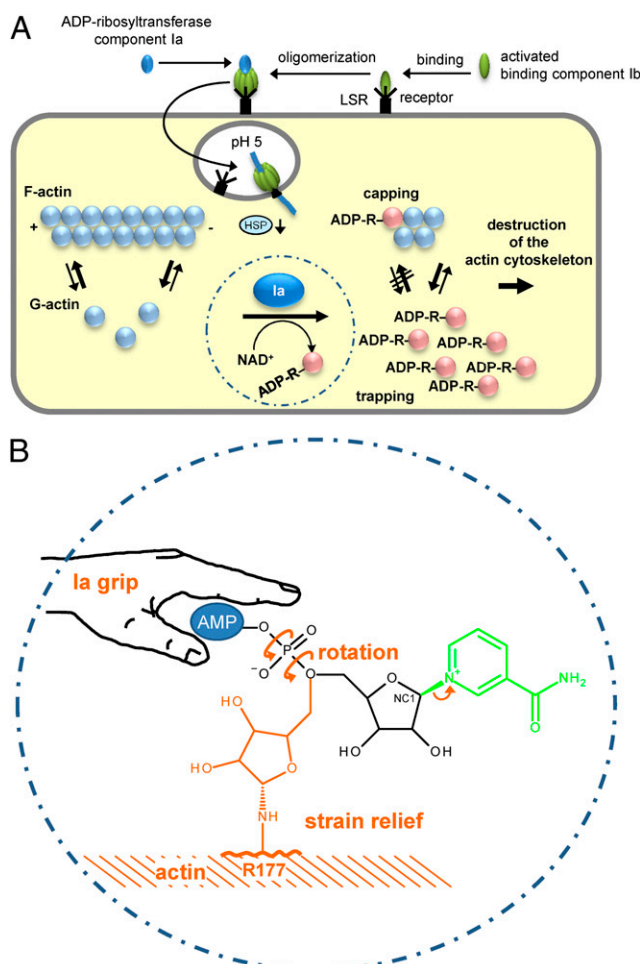 A
ADP-ribosyltransferase
component Ia
oligomerization
binding
activated
binding component Ib
LSR
receptor
pH 5
F-actin
+
-
HSP
capping
ADP-R-
destruction
of the
actin cytoskeleton
G-actin
Ia
NAD⁺
ADP-R-
ADP-R-
ADP-R-
ADP-R-
ADP-R-
ADP-R-
ADP-R-
trapping
B
Ia grip
AMP
O
P
O
⁻O
O
rotation
O
NC1
N⁺
NH₂
O
HO
OH
HO
HO
O
NH
strain relief
actin
R177